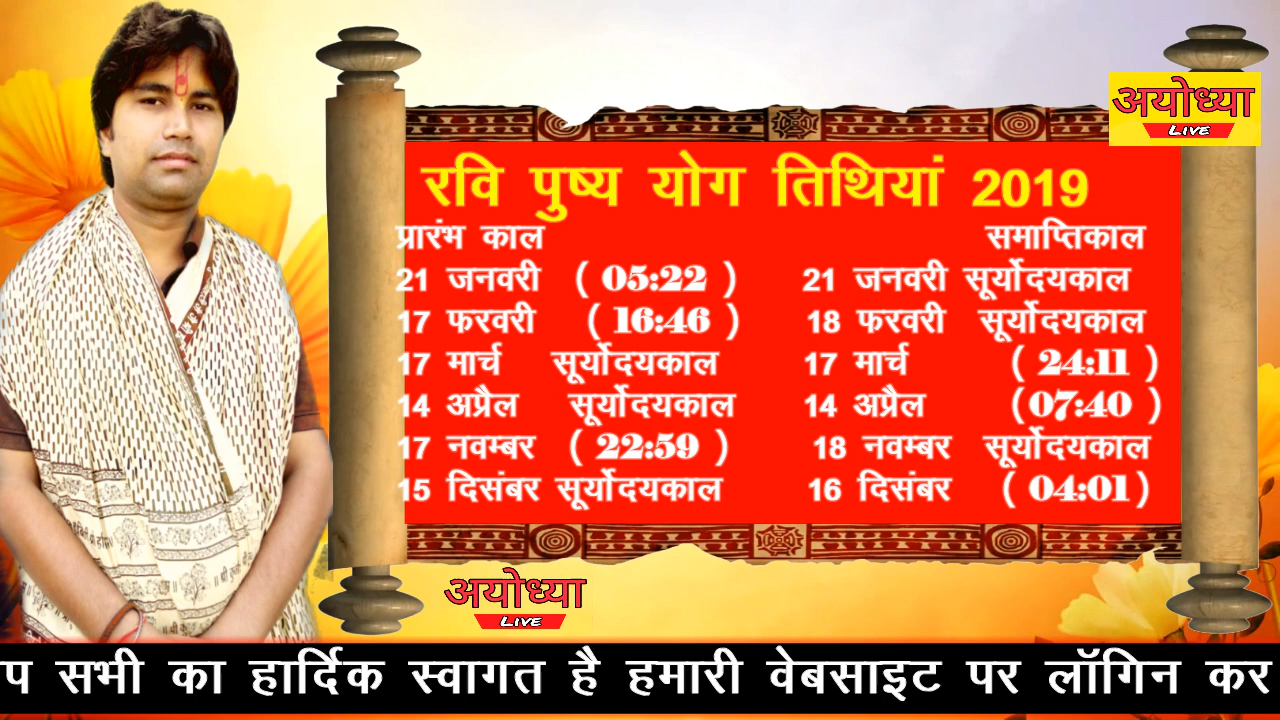 अयोध्या
LIVE
रवि पुष्य योग तिथियां 2019
प्रारंभ काल समाप्तिकाल
21 जनवरी ( 05:22 ) 21 जनवरी सूर्योदयकाल
17 फरवरी ( 16:46 ) 18 फरवरी सूर्योदयकाल
17 मार्च सूर्योदयकाल 17 मार्च ( 24:11 )
14 अप्रैल सूर्योदयकाल 14 अप्रैल (07:40 )
17 नवम्बर ( 22:59 ) 18 नवम्बर सूर्योदयकाल
15 दिसंबर सूर्योदयकाल 16 दिसंबर ( 04:01)
अयोध्या
LIVE
प सभी का हार्दिक स्वागत है हमारी वेबसाइट पर लॉगिन कर